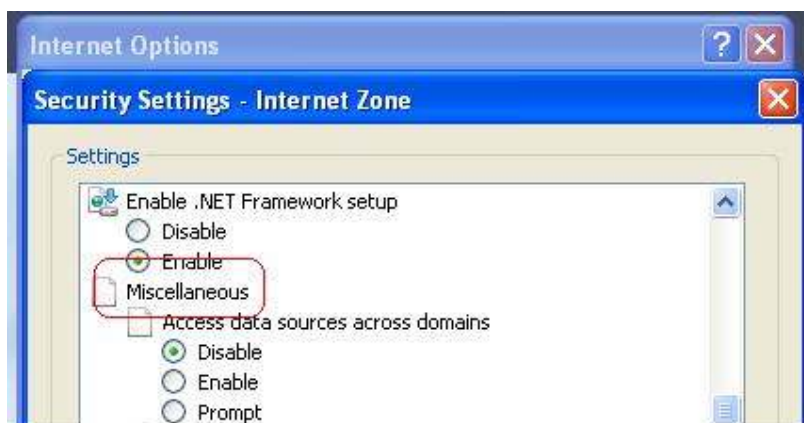 Internet Options
Security Settings - Internet Zone
Settings
Enable .NET Framework setup
Disable
Enable
Miscellaneous
Access data sources across domains
Disable
Enable
Prompt